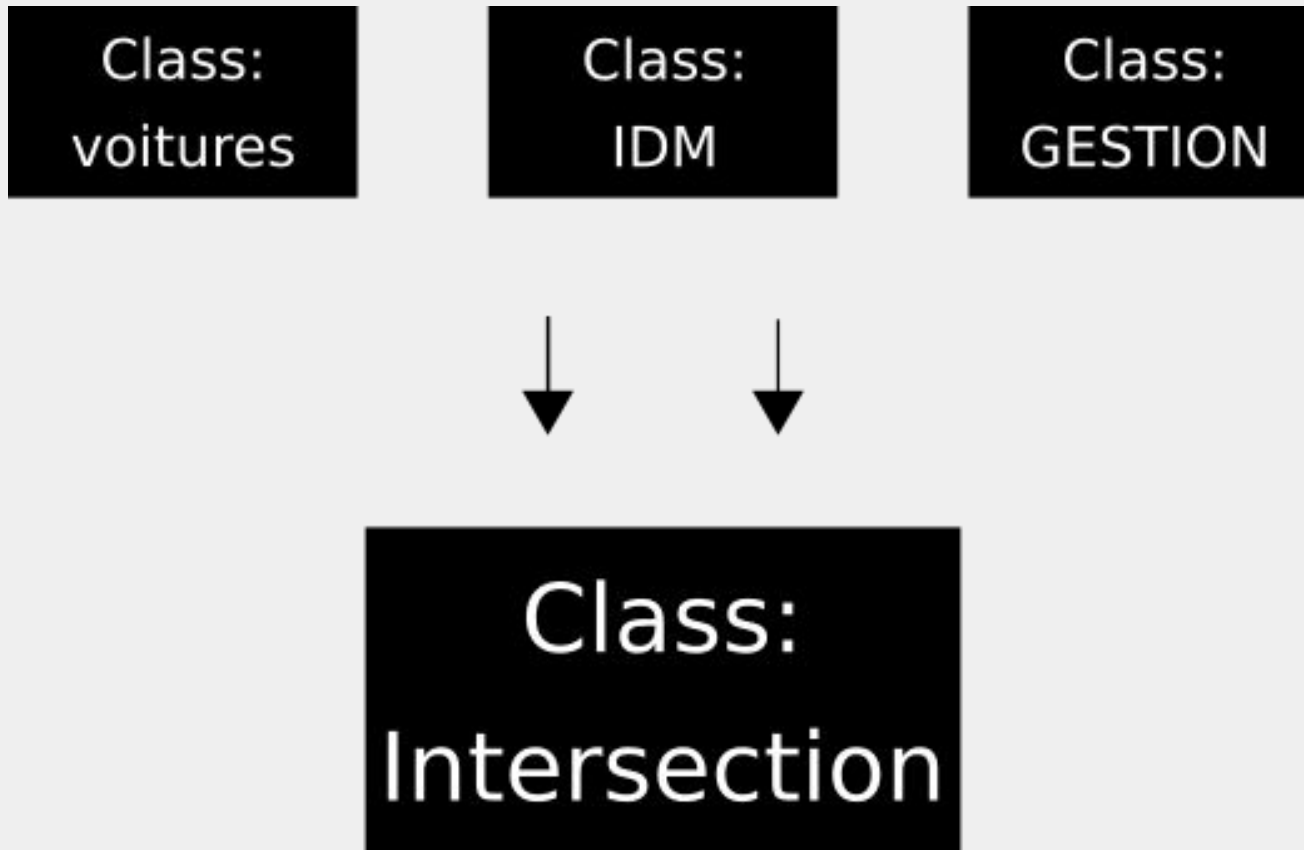 Class:
voitures
Class:
IDM
Class:
GESTION
Class:
Intersection